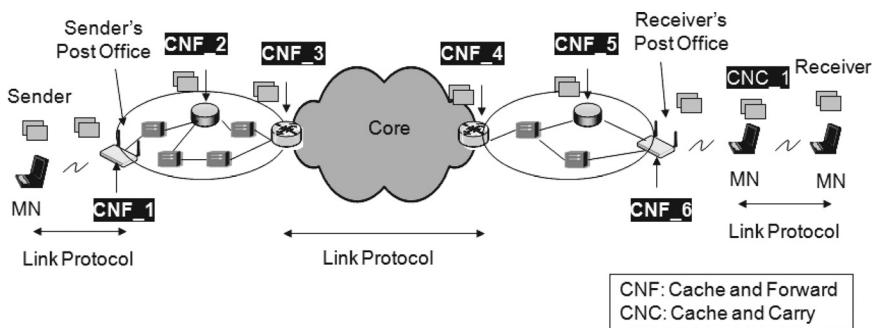 Sender's
Post Office
CNF_2
CNF_3
CNF_4
CNF_5
Receiver's
Post Office
Sender
CNC_1
Receiver
Core
MN
CNF_1
CNF_6
MN
MN
Link Protocol
Link Protocol
Link Protocol
CNF: Cache and Forward
CNC: Cache and Carry